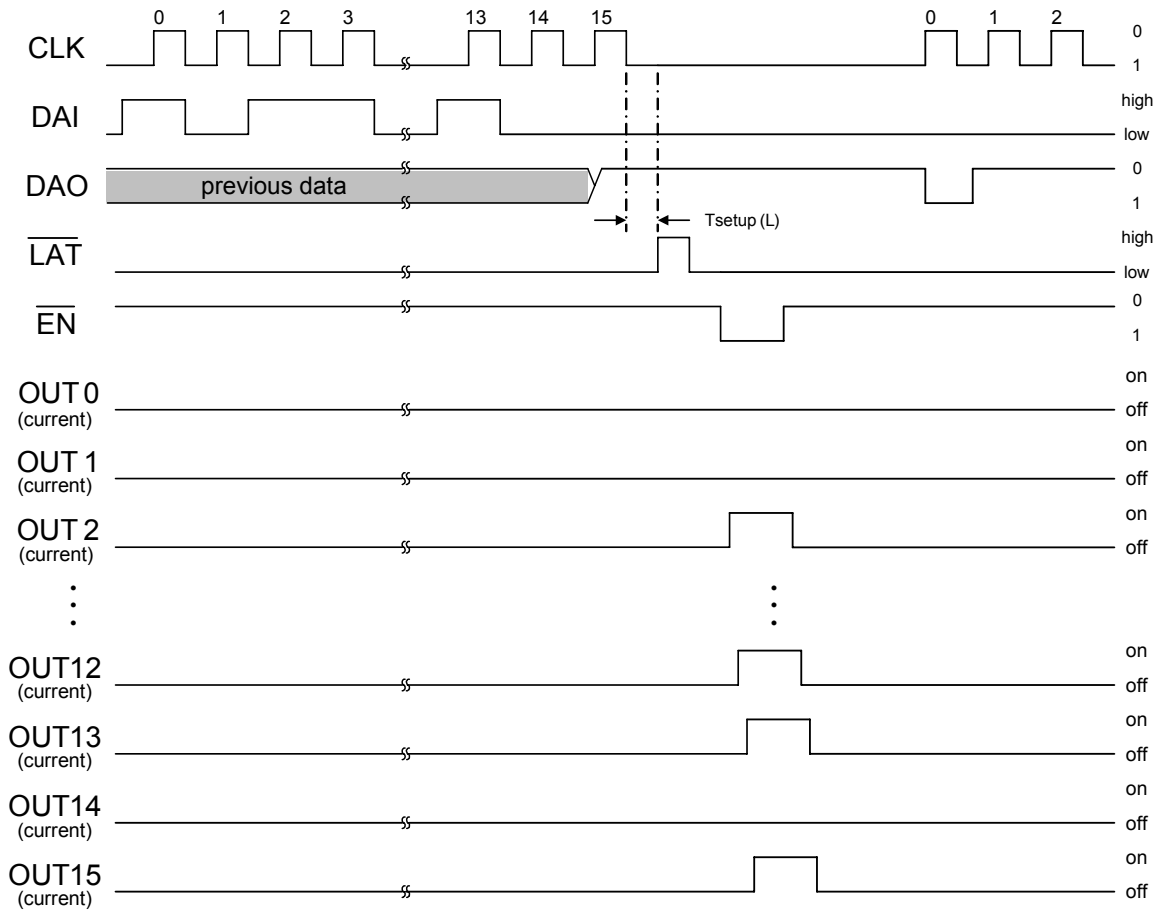 0 1 2 3 13 14 15 0 1 2
CLK
0
1
DAI
high
low
DAO
previous data
0
1
Tsetup (L)
LAT
high
low
EN
0
1
OUT 0
(current)
on
off
OUT 1
(current)
on
off
OUT 2
(current)
on
off
OUT12
(current)
on
off
OUT13
(current)
on
off
OUT14
(current)
on
off
OUT15
(current)
on
off